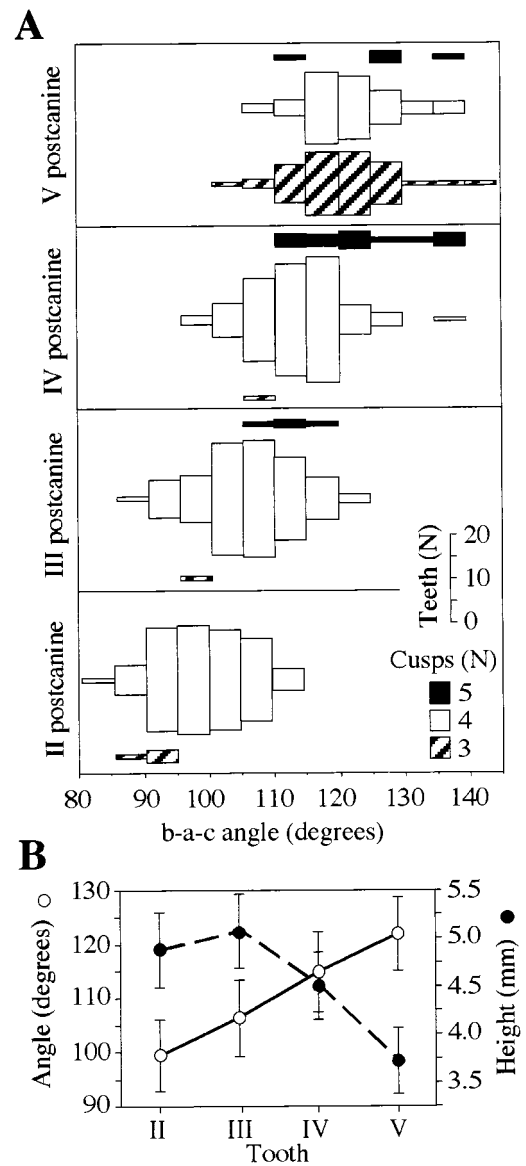 A
V postcanine
IV postcanine
III postcanine
II postcanine
Teeth (N)
20
10
0
Cusps (N)
5
4
3
80 90 100 110 120 130 140
b-a-c angle (degrees)
B
Angle (degrees)
130
120
110
100
90
5.5
5.0
4.5
4.0
3.5
Height (mm)
II III IV V
Tooth